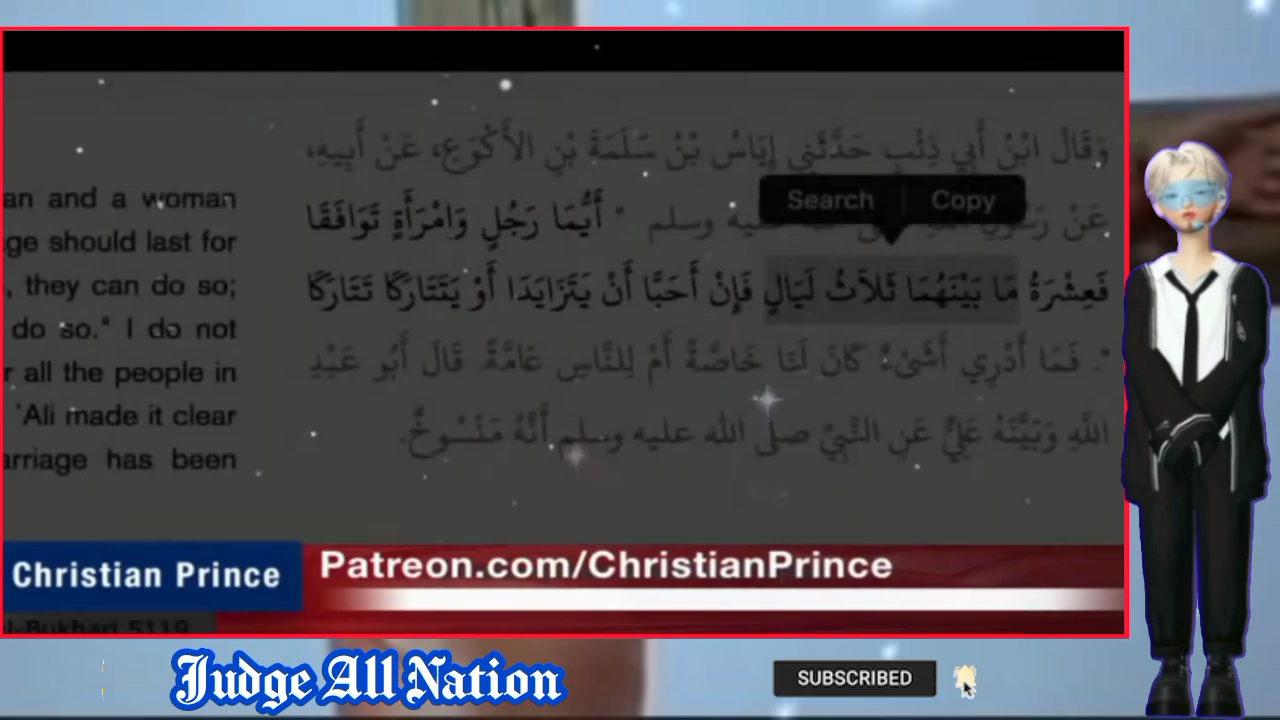 وَقَالَ ابْنُ أَبِي ذِئْبٍ حَدَّثَنِي إِيَاسُ بْنُ سَلَمَةَ بْنِ الأَكْوَعِ، عَنْ أَبِيهِ،
Search Copy
عَنْ وسلم " أَيُّمَا رَجُلٍ وَامْرَأَةٍ تَوَافَقَا
فَعِشْرَةُ مَا بَيْنَهُمَا ثَلاَثُ لَيَالٍ فَإِنْ أَحَبَّا أَنْ يَتَزَايَدَا أَوْ يَتَتَارَكَا تَتَارَكَا
". فَمَا أَدْرِي أَشَىْءٌ كَانَ لَنَا خَاصَّةً أَمْ لِلنَّاسِ عَامَّةً. قَالَ أَبُو عَبْدِ
اللَّهِ وَبَيَّنَهُ عَلِيٌّ عَنِ النَّبِيِّ صلى الله عليه وسلم أَنَّهُ مَنْسُوخٌ.
an and a woman
ge should last for
, they can do so;
do so." I do not
r all the people in
`Ali made it clear
arriage has been
Christian Prince
Patreon.com/ChristianPrince
l-Bukhari 5119
Judge All Nation
SUBSCRIBED